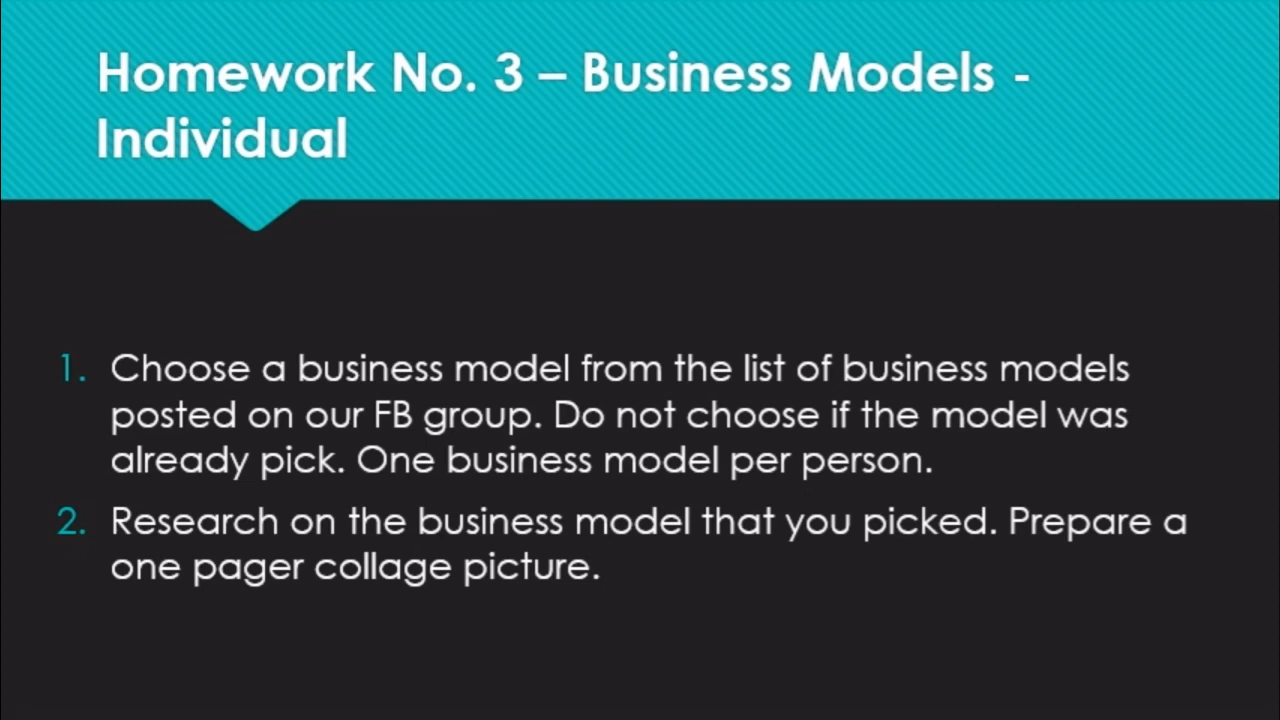 Homework No. 3 – Business Models -
Individual
1. Choose a business model from the list of business models
posted on our FB group. Do not choose if the model was
already pick. One business model per person.
2. Research on the business model that you picked. Prepare a
one pager collage picture.